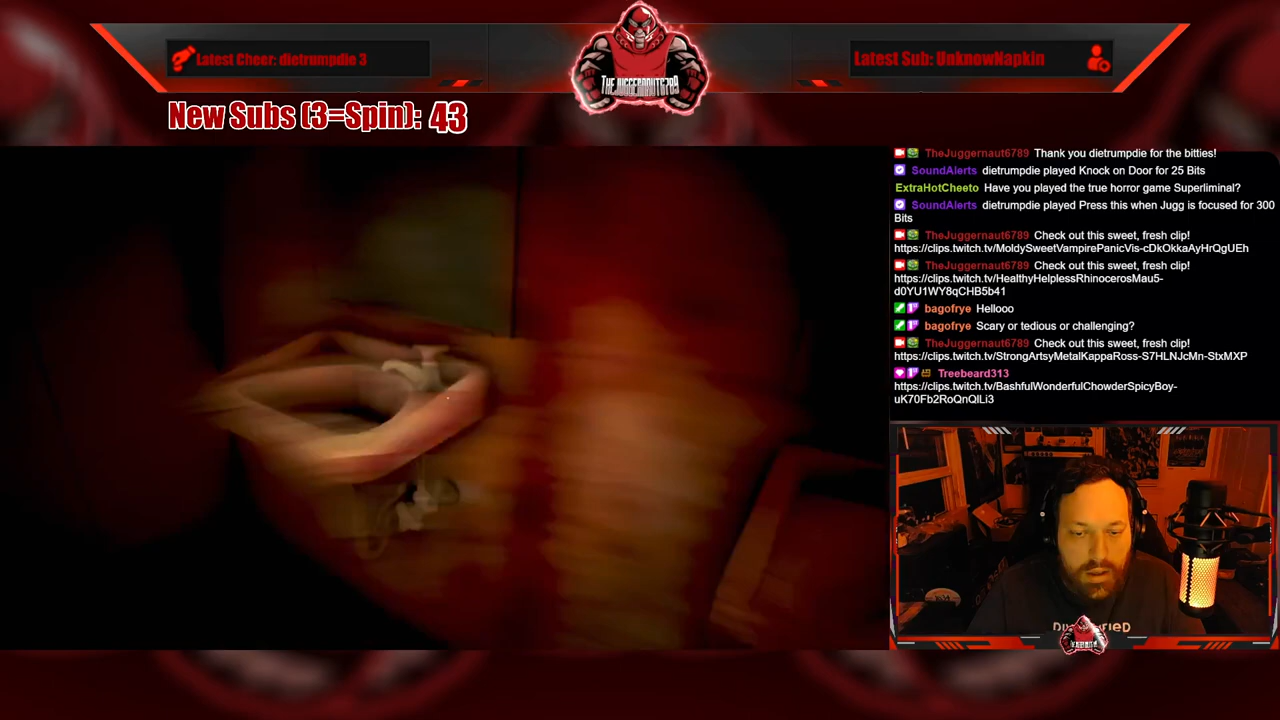 Latest Cheer: dietrumpdie 3
THEJUGGERNAUT6789
Latest Sub: UnknowNapkin
New Subs (3=Spin): 43
TheJuggernaut6789 Thank you dietrumpdie for the bitties!
SoundAlerts dietrumpdie played Knock on Door for 25 Bits
ExtraHotCheeto Have you played the true horror game Superliminal?
SoundAlerts dietrumpdie played Press this when Jugg is focused for 300
Bits
TheJuggernaut6789 Check out this sweet, fresh clip!
https://clips.twitch.tv/MoldySweetVampirePanicVis-cDkOkkaAyHrQgUEh
TheJuggernaut6789 Check out this sweet, fresh clip!
https://clips.twitch.tv/HealthyHelplessRhinocerosMau5-
d0YU1WY8qCHB5b41
bagofrye Hellooo
bagofrye Scary or tedious or challenging?
TheJuggernaut6789 Check out this sweet, fresh clip!
https://clips.twitch.tv/StrongArtsyMetalKappaRoss-S7HLNJcMn-StxMXP
Treebeard313
https://clips.twitch.tv/BashfulWonderfulChowderSpicyBoy-
uK70Fb2RoQnQlLi3